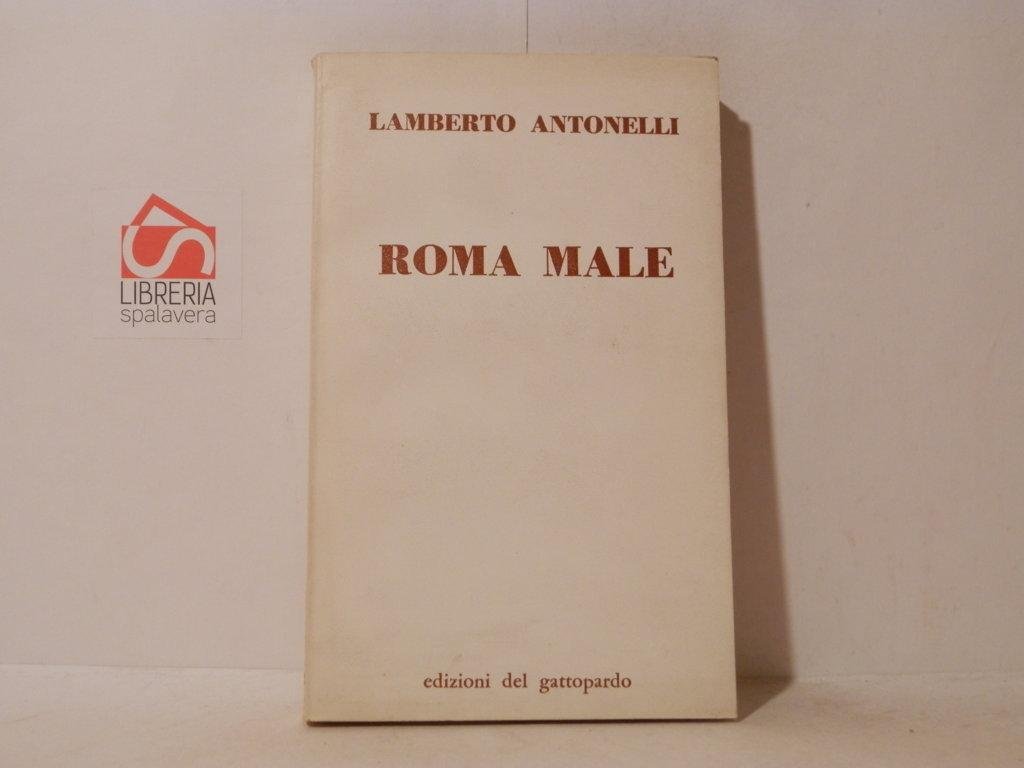 LAMBERTO ANTONELLI
ROMA MALE
edizioni del gattopardo
LIBRERIA
spalavera